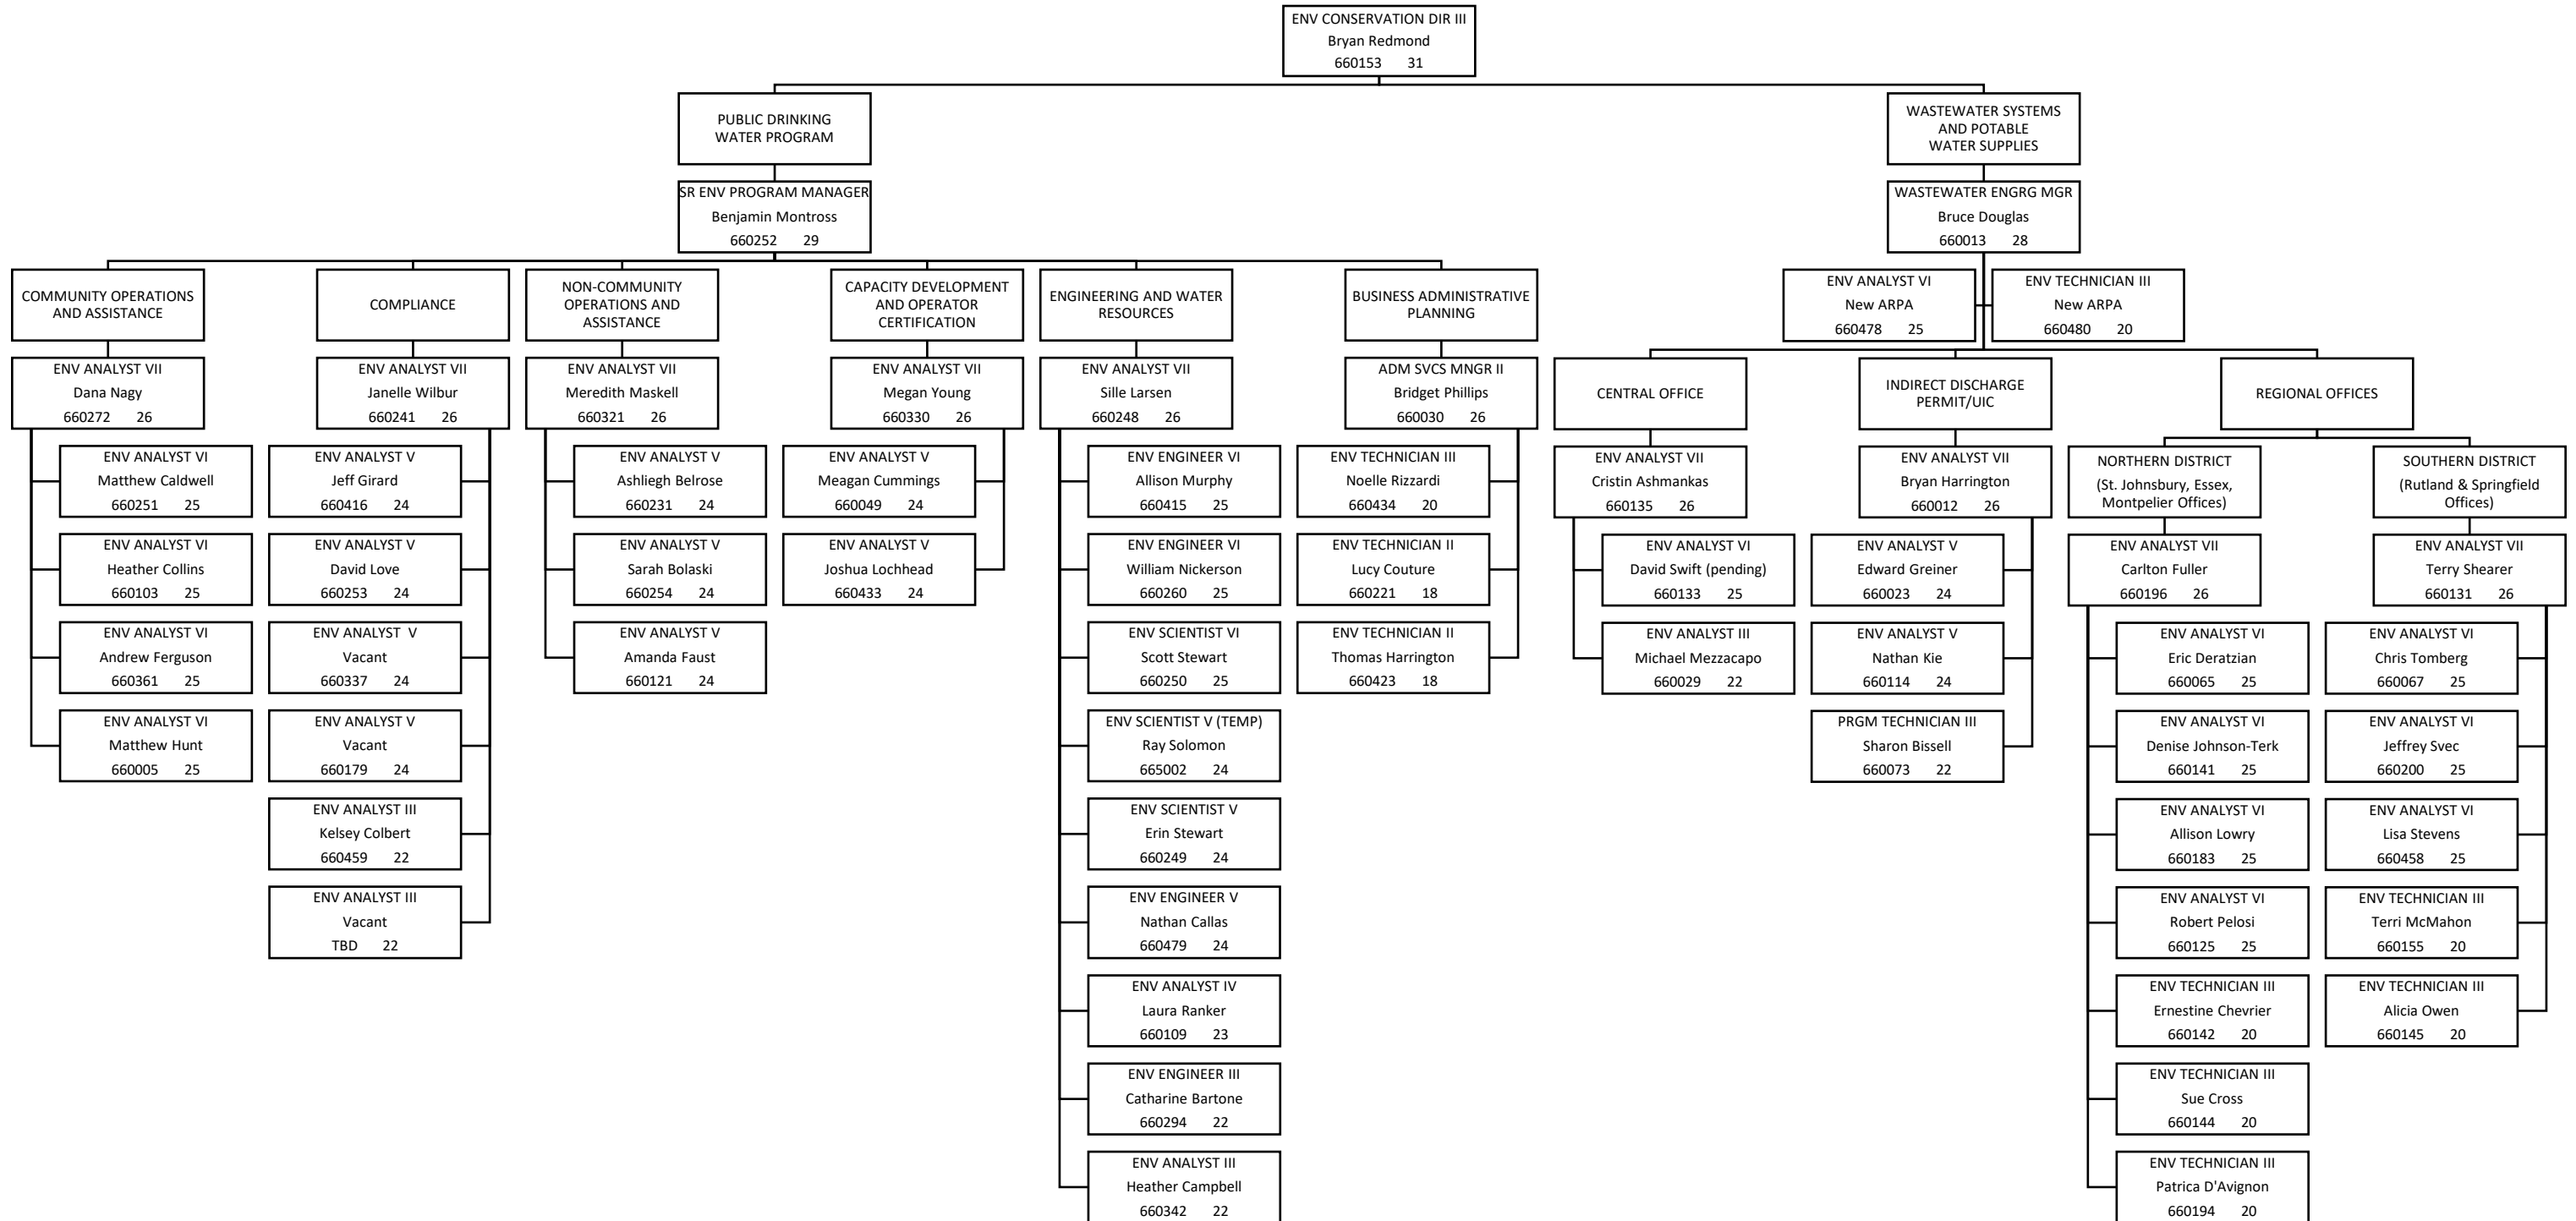 ENV CONSERVATION DIR III
Bryan Redmond
660153 31
PUBLIC DRINKING
WATER PROGRAM
SR ENV PROGRAM MANAGER
Benjamin Montross
660252 29
WASTEWATER SYSTEMS
AND POTABLE
WATER SUPPLIES
WASTEWATER ENGRG MGR
Bruce Douglas
660013 28
ENV ANALYST VI
New ARPA
660478 25
ENV TECHNICIAN III
New ARPA
660480 20
COMMUNITY OPERATIONS
AND ASSISTANCE
ENV ANALYST VII
Dana Nagy
660272 26
ENV ANALYST VI
Matthew Caldwell
660251 25
ENV ANALYST VI
Heather Collins
660103 25
ENV ANALYST VI
Andrew Ferguson
660361 25
ENV ANALYST VI
Matthew Hunt
660005 25
COMPLIANCE
ENV ANALYST VII
Janelle Wilbur
660241 26
ENV ANALYST V
Jeff Girard
660416 24
ENV ANALYST V
David Love
660253 24
ENV ANALYST V
Vacant
660337 24
ENV ANALYST V
Vacant
660179 24
ENV ANALYST III
Kelsey Colbert
660459 22
ENV ANALYST III
Vacant
TBD 22
NON-COMMUNITY
OPERATIONS AND
ASSISTANCE
ENV ANALYST VII
Meredith Maskell
660321 26
ENV ANALYST V
Ashliegh Belrose
660231 24
ENV ANALYST V
Sarah Bolaski
660254 24
ENV ANALYST V
Amanda Faust
660121 24
CAPACITY DEVELOPMENT
AND OPERATOR
CERTIFICATION
ENV ANALYST VII
Megan Young
660330 26
ENV ANALYST V
Meagan Cummings
660049 24
ENV ANALYST V
Joshua Lochhead
660433 24
ENGINEERING AND WATER
RESOURCES
ENV ANALYST VII
Sille Larsen
660248 26
ENV ENGINEER VI
Allison Murphy
660415 25
ENV ENGINEER VI
William Nickerson
660260 25
ENV SCIENTIST VI
Scott Stewart
660250 25
ENV SCIENTIST V (TEMP)
Ray Solomon
665002 24
ENV SCIENTIST V
Erin Stewart
660249 24
ENV ENGINEER V
Nathan Callas
660479 24
ENV ANALYST IV
Laura Ranker
660109 23
ENV ENGINEER III
Catharine Bartone
660294 22
ENV ANALYST III
Heather Campbell
660342 22
BUSINESS ADMINISTRATIVE
PLANNING
ADM SVCS MNGR II
Bridget Phillips
660030 26
ENV TECHNICIAN III
Noelle Rizzardi
660434 20
ENV TECHNICIAN II
Lucy Couture
660221 18
ENV TECHNICIAN II
Thomas Harrington
660423 18
CENTRAL OFFICE
ENV ANALYST VII
Cristin Ashmankas
660135 26
ENV ANALYST VI
David Swift (pending)
660133 25
ENV ANALYST III
Michael Mezzacapo
660029 22
INDIRECT DISCHARGE
PERMIT/UIC
ENV ANALYST VII
Bryan Harrington
660012 26
ENV ANALYST V
Edward Greiner
660023 24
ENV ANALYST V
Nathan Kie
660114 24
PRGM TECHNICIAN III
Sharon Bissell
660073 22
REGIONAL OFFICES
NORTHERN DISTRICT
(St. Johnsbury, Essex,
Montpelier Offices)
ENV ANALYST VII
Carlton Fuller
660196 26
ENV ANALYST VI
Eric Deratzian
660065 25
ENV ANALYST VI
Denise Johnson-Terk
660141 25
ENV ANALYST VI
Allison Lowry
660183 25
ENV ANALYST VI
Robert Pelosi
660125 25
ENV TECHNICIAN III
Ernestine Chevrier
660142 20
ENV TECHNICIAN III
Sue Cross
660144 20
ENV TECHNICIAN III
Patrica D'Avignon
660194 20
SOUTHERN DISTRICT
(Rutland & Springfield
Offices)
ENV ANALYST VII
Terry Shearer
660131 26
ENV ANALYST VI
Chris Tomberg
660067 25
ENV ANALYST VI
Jeffrey Svec
660200 25
ENV ANALYST VI
Lisa Stevens
660458 25
ENV TECHNICIAN III
Terri McMahon
660155 20
ENV TECHNICIAN III
Alicia Owen
660145 20